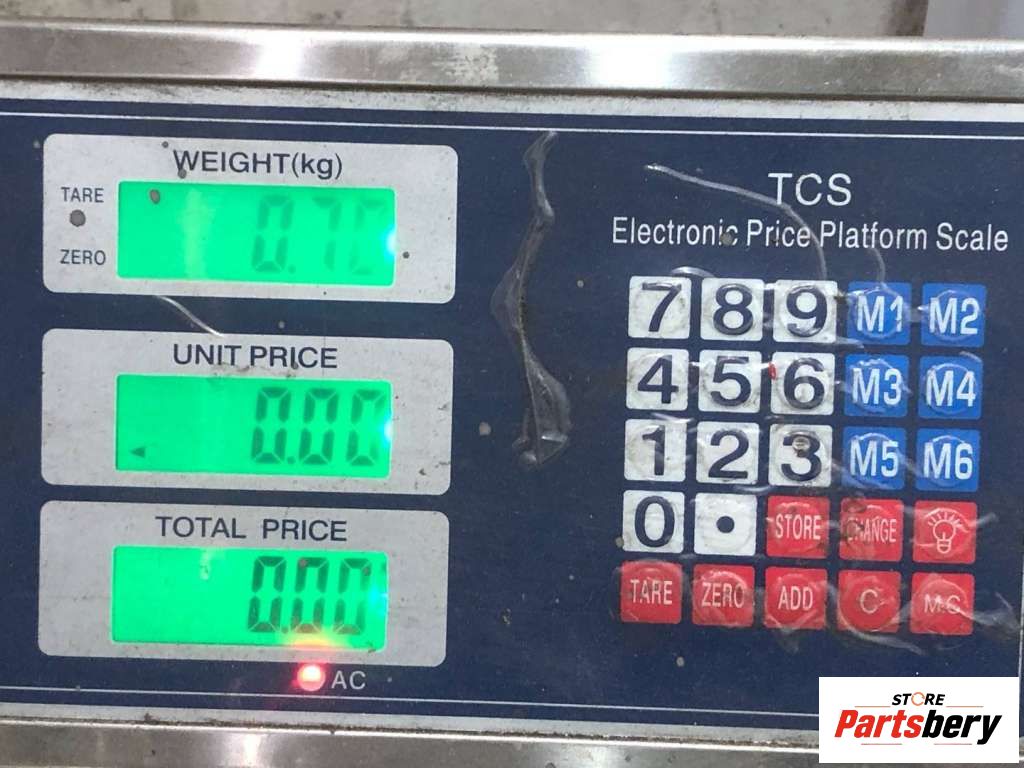 WEIGHT(kg)
TARE
0.70
ZERO
UNIT PRICE
0.00
TOTAL PRICE
0.00
AC
TCS
Electronic Price Platform Scale
7 8 9 M1 M2
4 5 6 M3 M4
1 2 3 M5 M6
0 . STORE CHANGE
TARE ZERO ADD C M.C
STORE
Partsbery